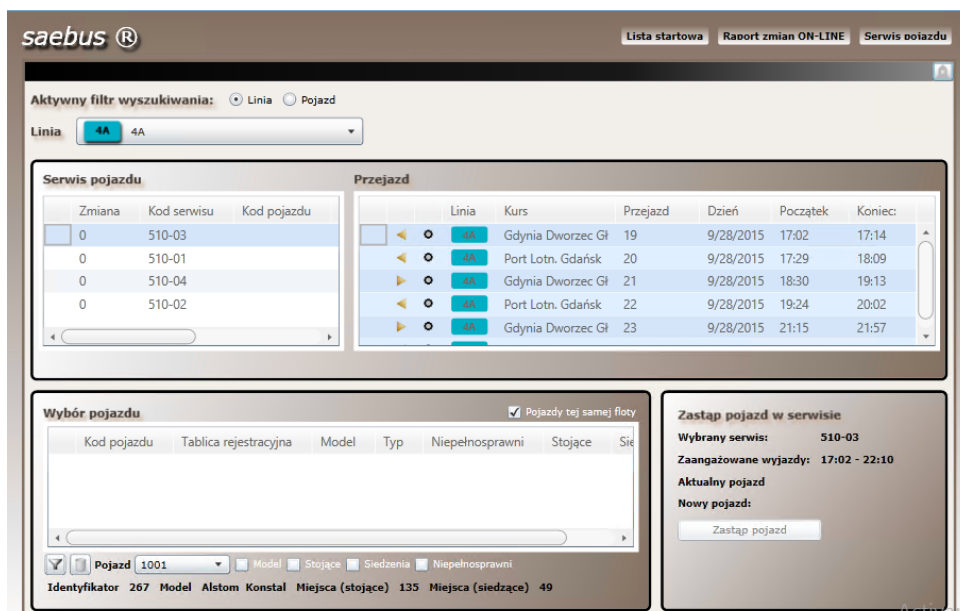 saebus ®
Lista startowa Raport zmian ON-LINE Serwis pojazdu
Aktywny filtr wyszukiwania: Linia Pojazd
Linia 4A 4A
Serwis pojazdu
Zmiana Kod serwisu Kod pojazdu
0 510-03
0 510-01
0 510-04
0 510-02
Przejazd
Linia Kurs Przejazd Dzień Początek Koniec:
4A Gdynia Dworzec Gł 19 9/28/2015 17:02 17:14
4A Port Lotn. Gdańsk 20 9/28/2015 17:29 18:09
4A Gdynia Dworzec Gł 21 9/28/2015 18:30 19:13
4A Port Lotn. Gdańsk 22 9/28/2015 19:24 20:02
4A Gdynia Dworzec Gł 23 9/28/2015 21:15 21:57
Wybór pojazdu Pojazdy tej samej floty
Kod pojazdu Tablica rejestracyjna Model Typ Niepełnosprawni Stojące Sie
Pojazd 1001 Model Stojące Siedzenia Niepełnosprawni
Identyfikator 267 Model Alstom Konstal Miejsca (stojące) 135 Miejsca (siedzące) 49
Zastąp pojazd w serwisie
Wybrany serwis: 510-03
Zaangażowane wyjazdy: 17:02 - 22:10
Aktualny pojazd
Nowy pojazd:
Zastąp pojazd